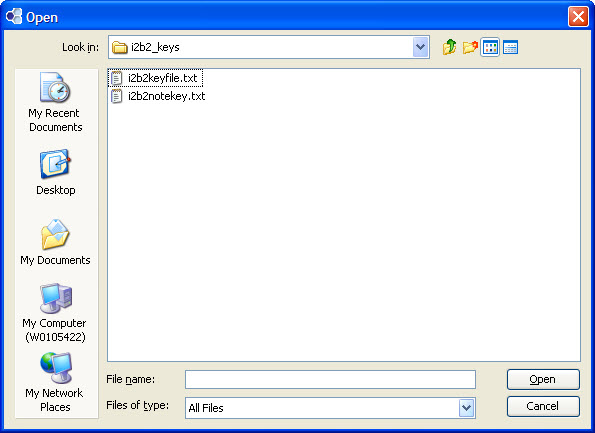 Open
Look in: i2b2_keys
i2b2keyfile.txt
i2b2notekey.txt
My Recent
Documents
Desktop
My Documents
My Computer
(W0105422)
My Network
Places
File name:
Open
Files of type: All Files
Cancel